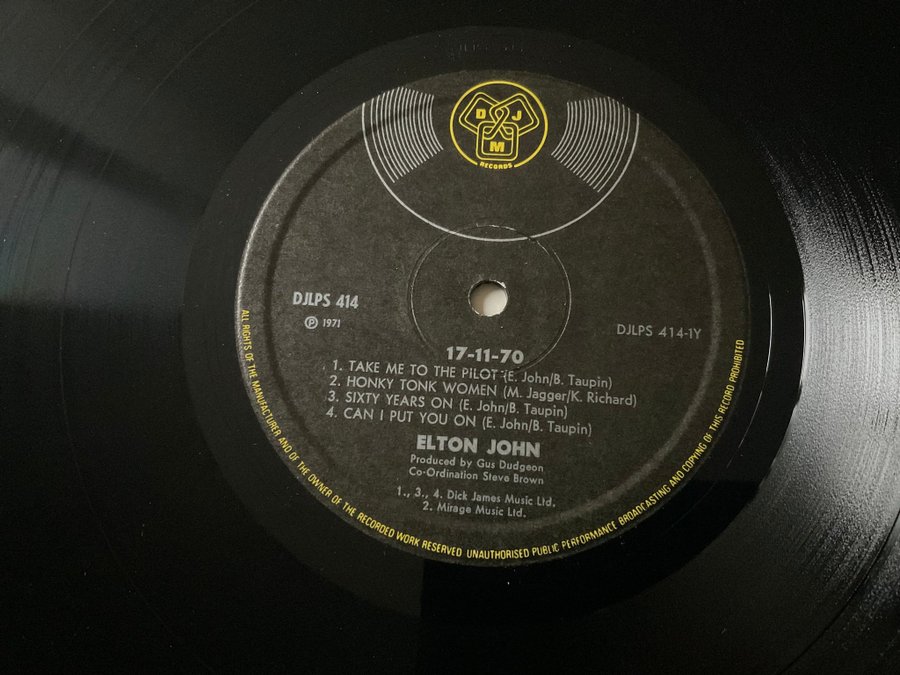 D J
M
RECORDS
DJLPS 414
℗ 1971
DJLPS 414-1Y
17-11-70
1. TAKE ME TO THE PILOT (E. John/B. Taupin)
2. HONKY TONK WOMEN (M. Jagger/K. Richard)
3. SIXTY YEARS ON (E. John/B. Taupin)
4. CAN I PUT YOU ON (E. John/B. Taupin)
ELTON JOHN
Produced by Gus Dudgeon
Co-Ordination Steve Brown
1., 3., 4. Dick James Music Ltd.
2. Mirage Music Ltd.
ALL RIGHTS OF THE MANUFACTURER AND OF THE OWNER OF THE RECORDED WORK RESERVED UNAUTHORISED PUBLIC PERFORMANCE BROADCASTING AND COPYING OF THIS RECORD PROHIBITED